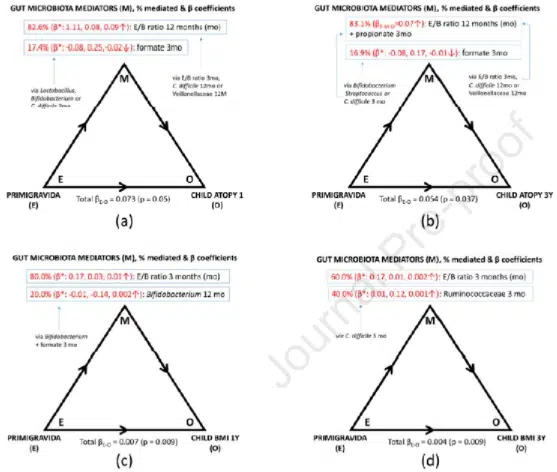 GUT MICROBIOTA MEDIATORS (M), % mediated & β coefficients
82.6% (β*: 1.11, 0.08, 0.09↑): E/B ratio 12 months (mo)
17.4% (β*: -0.08, 0.25,-0.02↓): formate 3mo
via Lactobacillus,
Bifidobacterium or
C. difficile 3mo
via E/B ratio 3mo,
C. difficile 12mo or
Veillonellaceae 12M
M
E
O
PRIMIGRAVIDA
(E)
Total βE-O = 0.073 (p = 0.05)
CHILD ATOPY 1
(O)
(a)
GUT MICROBIOTA MEDIATORS (M), % mediated & β coefficients
83.1% =0.07↑): E/B ratio 12 months (mo)
+ propionate 3mo
16.9% (β*: -0.08, 0.17, -0.01↓): formate 3mo
via Bifidobacterium
Streptococcus or
C. difficile 3 mo
via E/B ratio 3mo,
C. difficile 12mo or
Veillonellaceae 12mo
M
E
O
PRIMIGRAVIDA
(E)
Total βE-O = 0.054 (p = 0.037)
CHILD ATOPY 3Y
(O)
(b)
GUT MICROBIOTA MEDIATORS (M), % mediated & β coefficients
80.0% (β*: 0.17, 0.03, 0.01↑): E/B ratio 3 months (mo)
20.0% (β*: -0.01, -0.14, 0.002↑): Bifidobacterium 12 mo
via Bifidobacterium
+ formate 3 mo
M
E
O
PRIMIGRAVIDA
(E)
Total βE-O = 0.007 (p = 0.009)
CHILD BMI 1Y
(O)
(c)
GUT MICROBIOTA MEDIATORS (M), % mediated & β coefficients
60.0% (β*: 0.17, 0.01, 0.002↑): E/B ratio 3 months (mo)
40.0% (β*: 0.01, 0.12, 0.001↑): Ruminococcaceae 3 mo
via C. difficile 3 mo
M
E
O
PRIMIGRAVIDA
(E)
Total βE-O = 0.004 (p = 0.009)
CHILD BMI 3Y
(O)
(d)
Journal Pre-proof